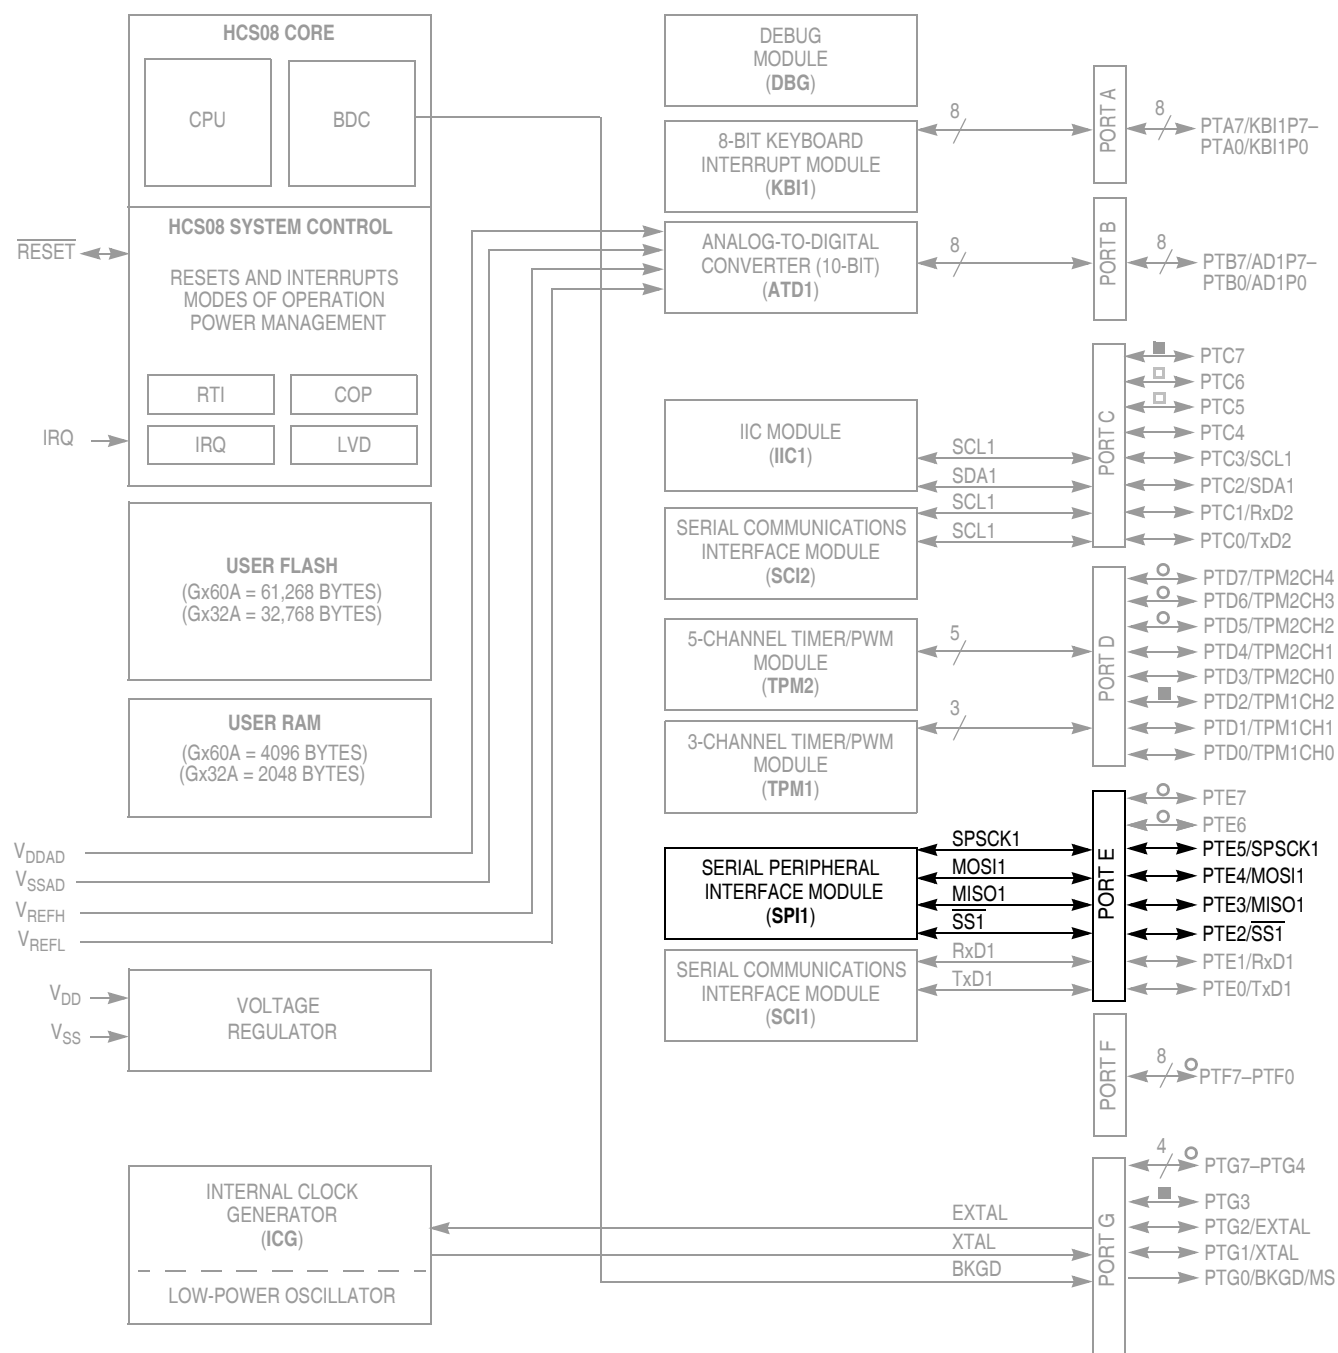 HCS08 CORE
CPU
BDC
HCS08 SYSTEM CONTROL
RESET
RESETS AND INTERRUPTS
MODES OF OPERATION
POWER MANAGEMENT
RTI
COP
IRQ
IRQ
LVD
USER FLASH
(Gx60A = 61,268 BYTES)
(Gx32A = 32,768 BYTES)
USER RAM
(Gx60A = 4096 BYTES)
(Gx32A = 2048 BYTES)
VDDAD
VSSAD
VREFH
VREFL
VDD
VSS
VOLTAGE
REGULATOR
INTERNAL CLOCK
GENERATOR
(ICG)
LOW-POWER OSCILLATOR
DEBUG
MODULE
(DBG)
8-BIT KEYBOARD
INTERRUPT MODULE
(KBI1)
8
PORT A
8
PTA7/KBI1P7–
PTA0/KBI1P0
ANALOG-TO-DIGITAL
CONVERTER (10-BIT)
(ATD1)
8
PORT B
8
PTB7/AD1P7–
PTB0/AD1P0
IIC MODULE
(IIC1)
SCL1
SDA1
SCL1
SCL1
SERIAL COMMUNICATIONS
INTERFACE MODULE
(SCI2)
PORT C
PTC7
PTC6
PTC5
PTC4
PTC3/SCL1
PTC2/SDA1
PTC1/RxD2
PTC0/TxD2
5-CHANNEL TIMER/PWM
MODULE
(TPM2)
5
3-CHANNEL TIMER/PWM
MODULE
(TPM1)
3
PORT D
PTD7/TPM2CH4
PTD6/TPM2CH3
PTD5/TPM2CH2
PTD4/TPM2CH1
PTD3/TPM2CH0
PTD2/TPM1CH2
PTD1/TPM1CH1
PTD0/TPM1CH0
SERIAL PERIPHERAL
INTERFACE MODULE
(SPI1)
SPSCK1
MOSI1
MISO1
SS1
RxD1
TxD1
SERIAL COMMUNICATIONS
INTERFACE MODULE
(SCI1)
PORT E
PTE7
PTE6
PTE5/SPSCK1
PTE4/MOSI1
PTE3/MISO1
PTE2/SS1
PTE1/RxD1
PTE0/TxD1
PORT F
8
PTF7–PTF0
EXTAL
XTAL
BKGD
PORT G
4
PTG7–PTG4
PTG3
PTG2/EXTAL
PTG1/XTAL
PTG0/BKGD/MS